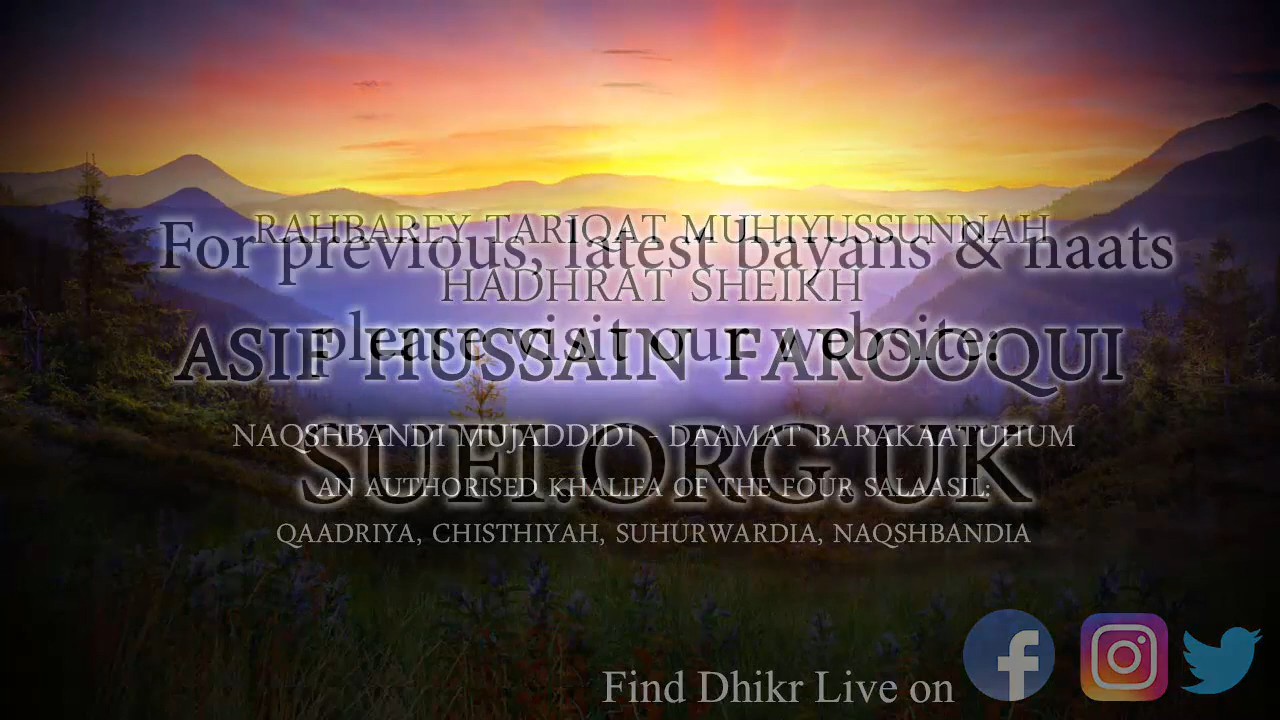 RAHBAREY TARIQAT MUHIYUSSUNNAH
For previous, latest bayans & naats
HADHRAT SHEIKH
please visit our website:
ASIF HUSSAIN FAROOQUI
NAQSHBANDI MUJADDIDI - DAAMAT BARAKAATUHUM
SUFI.ORG.UK
AN AUTHORISED KHALIFA OF THE FOUR SALAASIL:
QAADRIYA, CHISTHIYAH, SUHURWARDIA, NAQSHBANDIA
Find Dhikr Live on